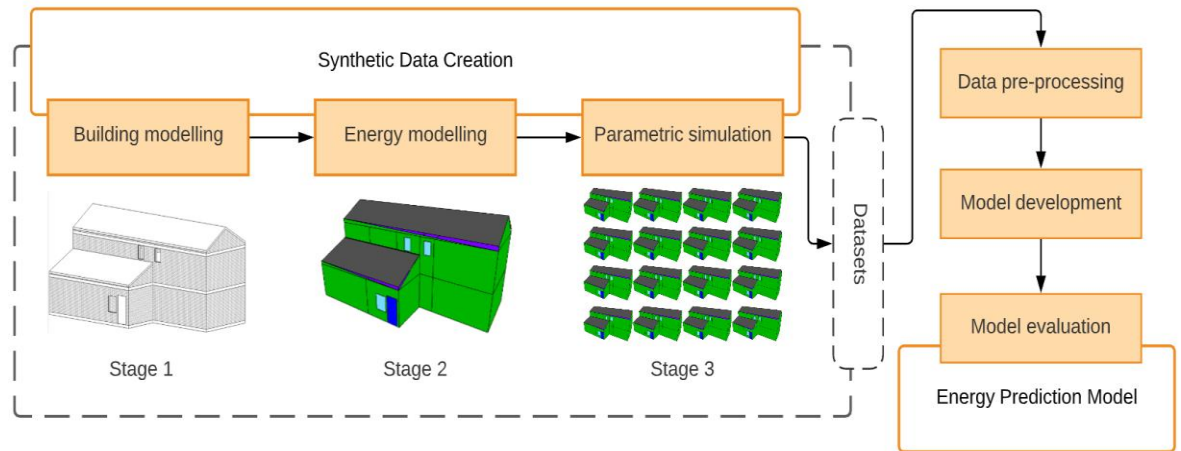 Synthetic Data Creation
Building modelling
Energy modelling
Parametric simulation
Stage 1
Stage 2
Stage 3
Datasets
Data pre-processing
Model development
Model evaluation
Energy Prediction Model